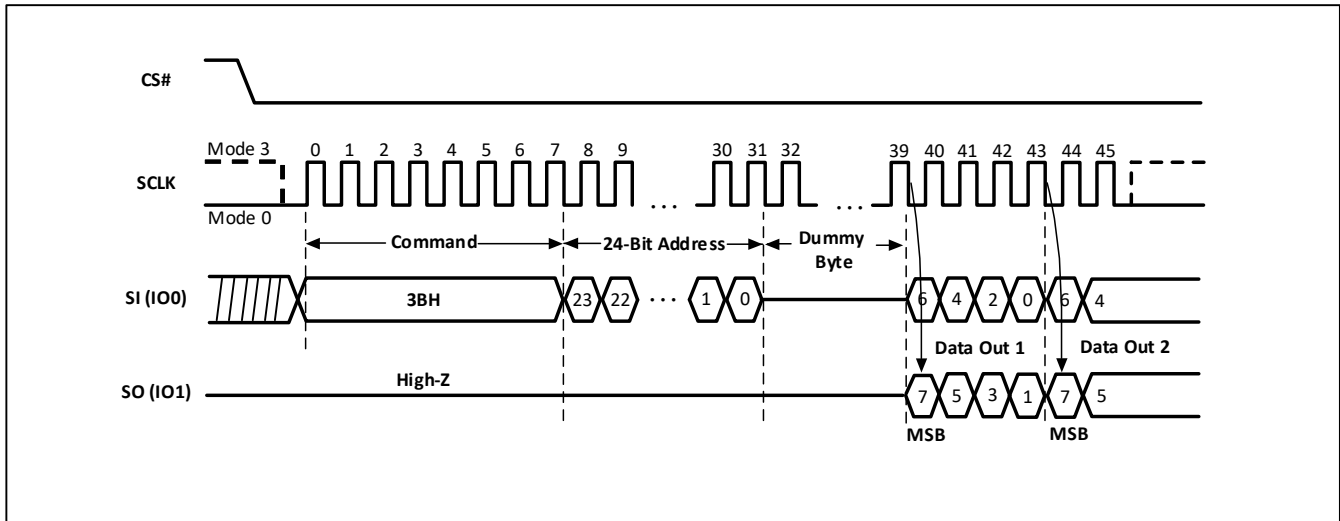 CS#
Mode 3 0 1 2 3 4 5 6 7 8 9 30 31 32 39 40 41 42 43 44 45
SCLK
Mode 0 ... ...
Command 24-Bit Address Dummy Byte
SI (IO0) 3BH 23 22 ... 1 0 6 4 2 0 6 4
Data Out 1 Data Out 2
SO (IO1) High-Z 7 5 3 1 7 5
MSB MSB